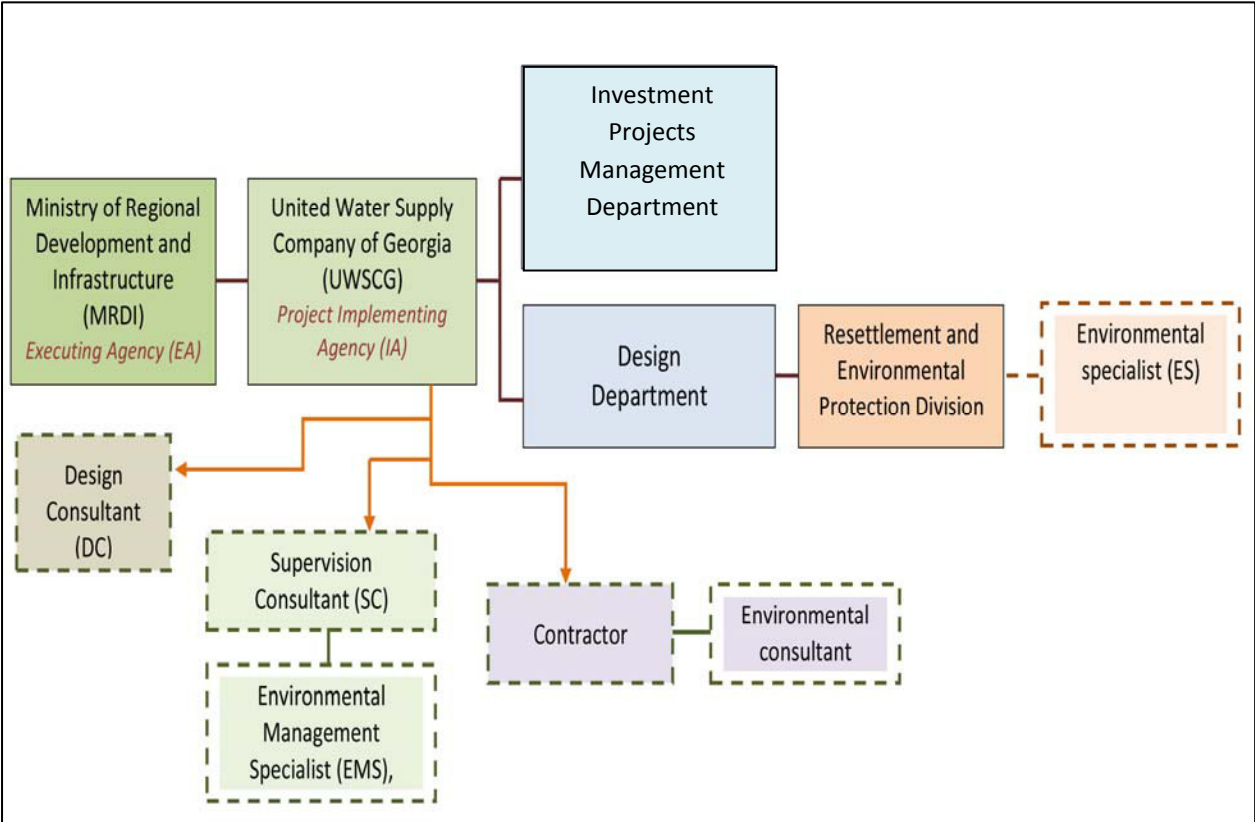 Investment
Projects
Management
Department
Ministry of Regional
Development and
Infrastructure
(MRDI)
Executing Agency (EA)
United Water Supply
Company of Georgia
(UWSCG)
Project Implementing
Agency (IA)
Design
Department
Resettlement and
Environmental
Protection Division
Environmental
specialist (ES)
Design
Consultant
(DC)
Supervision
Consultant (SC)
Contractor
Environmental
consultant
Environmental
Management
Specialist (EMS),